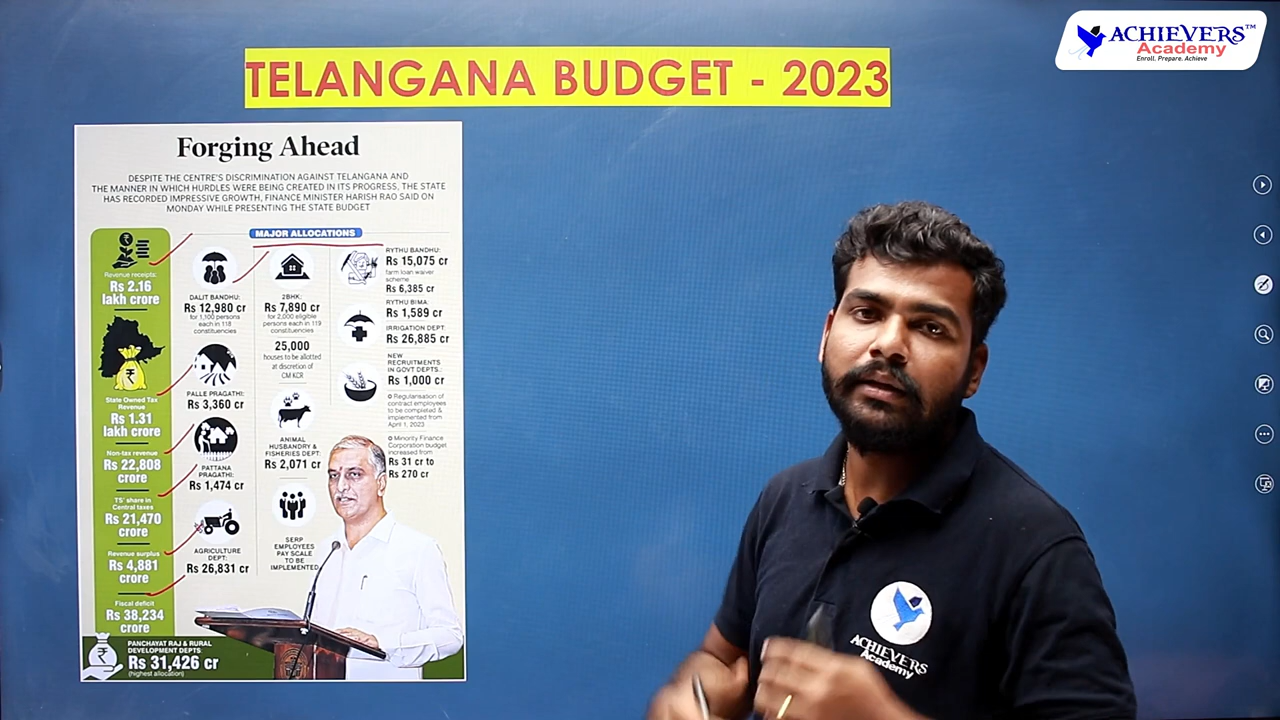 ACHIEVERS™
Academy
Enroll. Prepare. Achieve
TELANGANA BUDGET - 2023
Forging Ahead
DESPITE THE CENTRE'S DISCRIMINATION AGAINST TELANGANA AND
THE MANNER IN WHICH HURDLES WERE BEING CREATED IN ITS PROGRESS, THE STATE
HAS RECORDED IMPRESSIVE GROWTH, FINANCE MINISTER HARISH RAO SAID ON
MONDAY WHILE PRESENTING THE STATE BUDGET
MAJOR ALLOCATIONS
Revenue receipts:
Rs 2.16
lakh crore
State Owned Tax
Revenue
Rs 1.31
lakh crore
Non-tax revenue
Rs 22,808
crore
TS' share in
Central taxes
Rs 21,470
crore
Revenue surplus
Rs 4,881
crore
Fiscal deficit
Rs 38,234
crore
DALIT BANDHU:
Rs 12,980 cr
for 1,100 persons
each in 118
constituencies
PALLE PRAGATHI:
Rs 3,360 cr
PATTANA
PRAGATHI:
Rs 1,474 cr
AGRICULTURE
DEPT:
Rs 26,831 cr
2BHK:
Rs 7,890 cr
for 2,000 eligible
persons each in 119
constituencies
25,000
houses to be allotted
at discretion of
CM KCR
ANIMAL
HUSBANDRY &
FISHERIES DEPT:
Rs 2,071 cr
SERP
EMPLOYEES
PAY SCALE
TO BE
IMPLEMENTED
RYTHU BANDHU:
Rs 15,075 cr
farm loan waiver
scheme
Rs 6,385 cr
RYTHU BIMA:
Rs 1,589 cr
IRRIGATION DEPT:
Rs 26,885 cr
NEW
RECRUITMENTS
IN GOVT DEPTS.:
Rs 1,000 cr
Regularisation of
contract employees
to be completed &
implemented from
April 1, 2023
Minority Finance
Corporation budget
increased from
Rs 31 cr to
Rs 270 cr
PANCHAYAT RAJ & RURAL
DEVELOPMENT DEPTS:
Rs 31,426 cr
(highest allocation)
ACHIEVERS
Academy